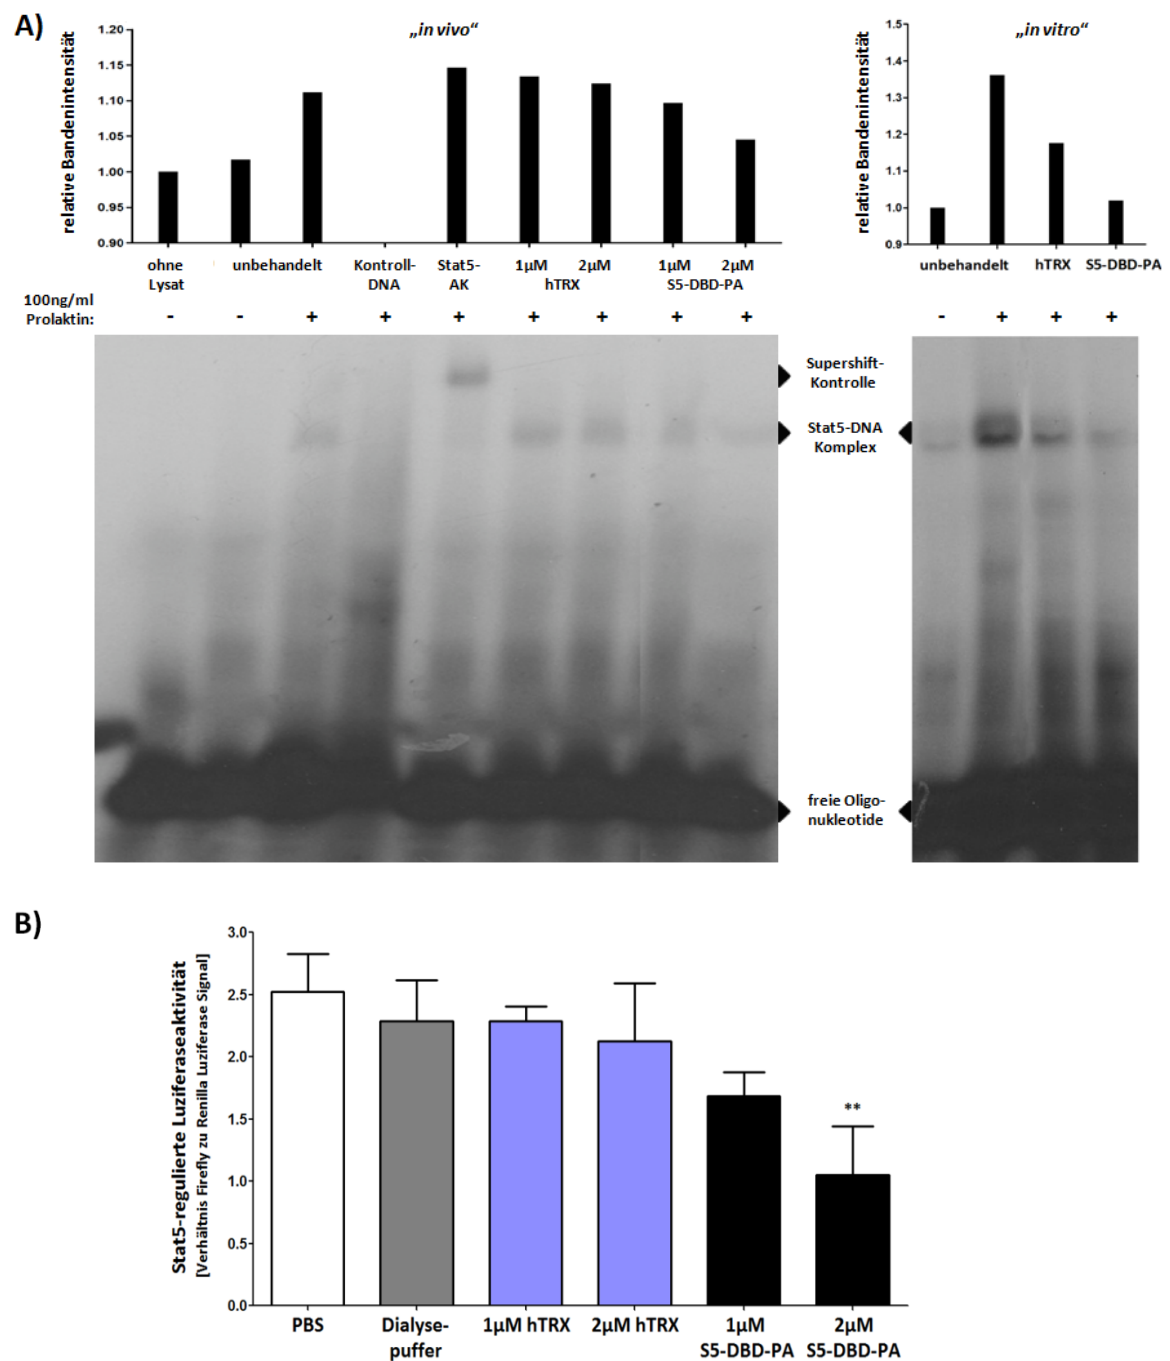 A)
„in vivo“
relative Bandenintensität
1.20
1.15
1.10
1.05
1.00
0.90
ohne Lysat
unbehandelt
Kontroll-DNA
Stat5-AK
1µM
2µM
hTRX
1µM
2µM
S5-DBD-PA
„in vitro“
relative Bandenintensität
1.5
1.4
1.3
1.2
1.1
1.0
0.9
unbehandelt
hTRX
S5-DBD-PA
100ng/ml
Prolaktin:
- - + + + + + + +
- + + +
Supershift-
Kontrolle
Stat5-DNA
Komplex
freie Oligo-
nukleotide
B)
Stat5-regulierte Luziferaseaktivität
[Verhältnis Firefly zu Renilla Luziferase Signal]
3.0
2.5
2.0
1.5
1.0
0.5
0.0
**
PBS
Dialyse-
puffer
1µM hTRX
2µM hTRX
1µM
S5-DBD-PA
2µM
S5-DBD-PA